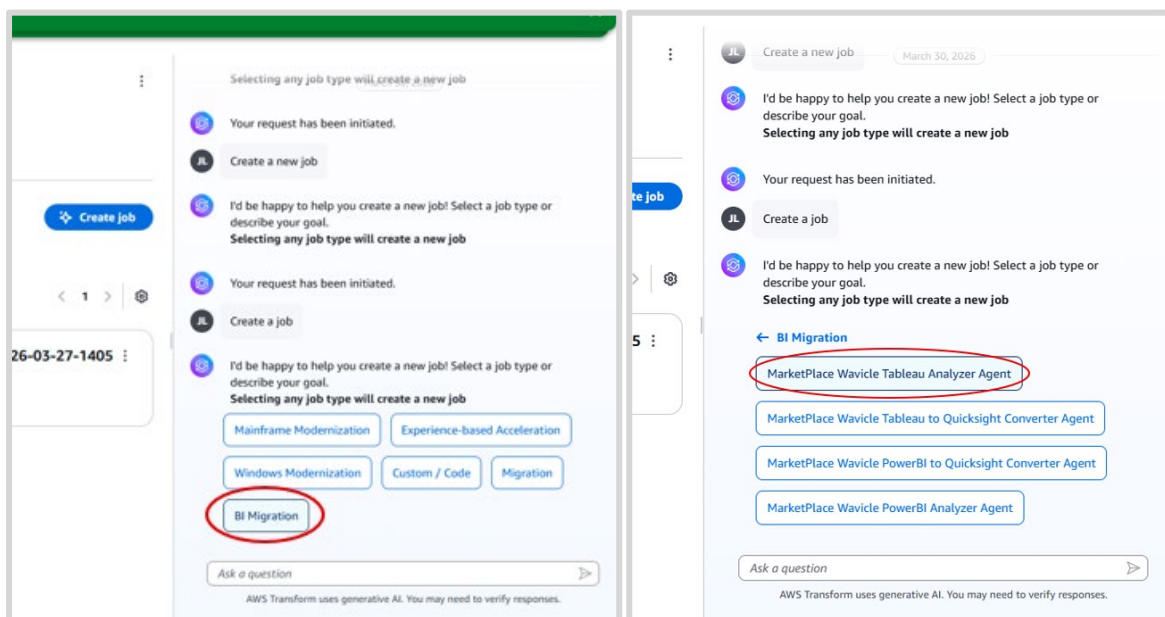 Selecting any job type will create a new job
Your request has been initiated.
JL
Create a new job
Create job
I'd be happy to help you create a new job! Select a job type or
describe your goal.
Selecting any job type will create a new job
1
Your request has been initiated.
JL
Create a job
26-03-27-1405
I'd be happy to help you create a new job! Select a job type or
describe your goal.
Selecting any job type will create a new job
Mainframe Modernization
Experience-based Acceleration
Windows Modernization
Custom / Code
Migration
BI Migration
Ask a question
AWS Transform uses generative AI. You may need to verify responses.
JL
Create a new job
March 30, 2026
I'd be happy to help you create a new job! Select a job type or
describe your goal.
Selecting any job type will create a new job
Your request has been initiated.
te job
JL
Create a job
I'd be happy to help you create a new job! Select a job type or
describe your goal.
Selecting any job type will create a new job
5
← BI Migration
MarketPlace Wavicle Tableau Analyzer Agent
MarketPlace Wavicle Tableau to Quicksight Converter Agent
MarketPlace Wavicle PowerBI to Quicksight Converter Agent
MarketPlace Wavicle PowerBI Analyzer Agent
Ask a question
AWS Transform uses generative AI. You may need to verify responses.